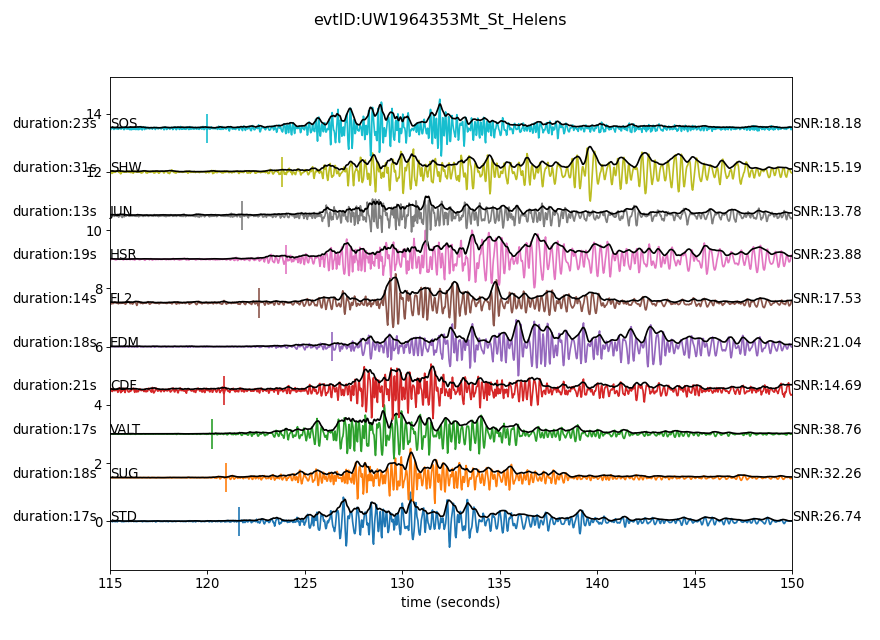 evtID:UW1964353Mt_St_Helens
14
duration:23s SOS SNR:18.18
duration:31s SHW SNR:15.19
12
duration:13s JUN SNR:13.78
10
duration:19s HSR SNR:23.88
8
duration:14s FL2 SNR:17.53
duration:18s EDM SNR:21.04
6
duration:21s CDF SNR:14.69
4
duration:17s VALT SNR:38.76
2
duration:18s SUG SNR:32.26
duration:17s STD SNR:26.74
0
115 120 125 130 135 140 145 150
time (seconds)